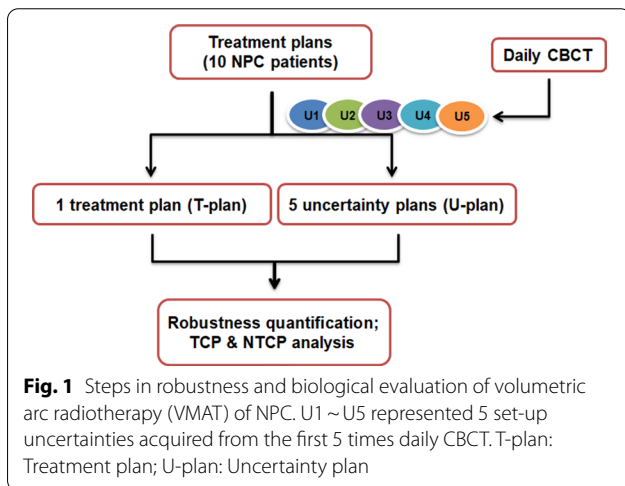 Treatment plans
(10 NPC patients)
Daily CBCT
U1 U2 U3 U4 U5
1 treatment plan (T-plan)
5 uncertainty plans (U-plan)
Robustness quantification;
TCP & NTCP analysis
Fig. 1 Steps in robustness and biological evaluation of volumetric
arc radiotherapy (VMAT) of NPC. U1 ~ U5 represented 5 set-up
uncertainties acquired from the first 5 times daily CBCT. T-plan:
Treatment plan; U-plan: Uncertainty plan